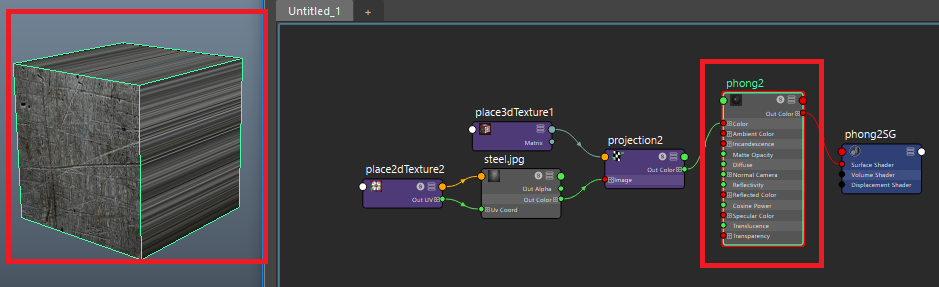 Untitled_1 +
phong2
Out Color
Color
Ambient Color
Incandescence
Matte Opacity
Diffuse
Normal Camera
Reflectivity
Reflected Color
Cosine Power
Specular Color
Translucence
Transparency
place3dTexture1
Matrix
projection2
Out Color
Image
phong2SG
Surface Shader
Volume Shader
Displacement Shader
steel.jpg
Out Alpha
Out Color
Uv Coord
place2dTexture2
Out UV